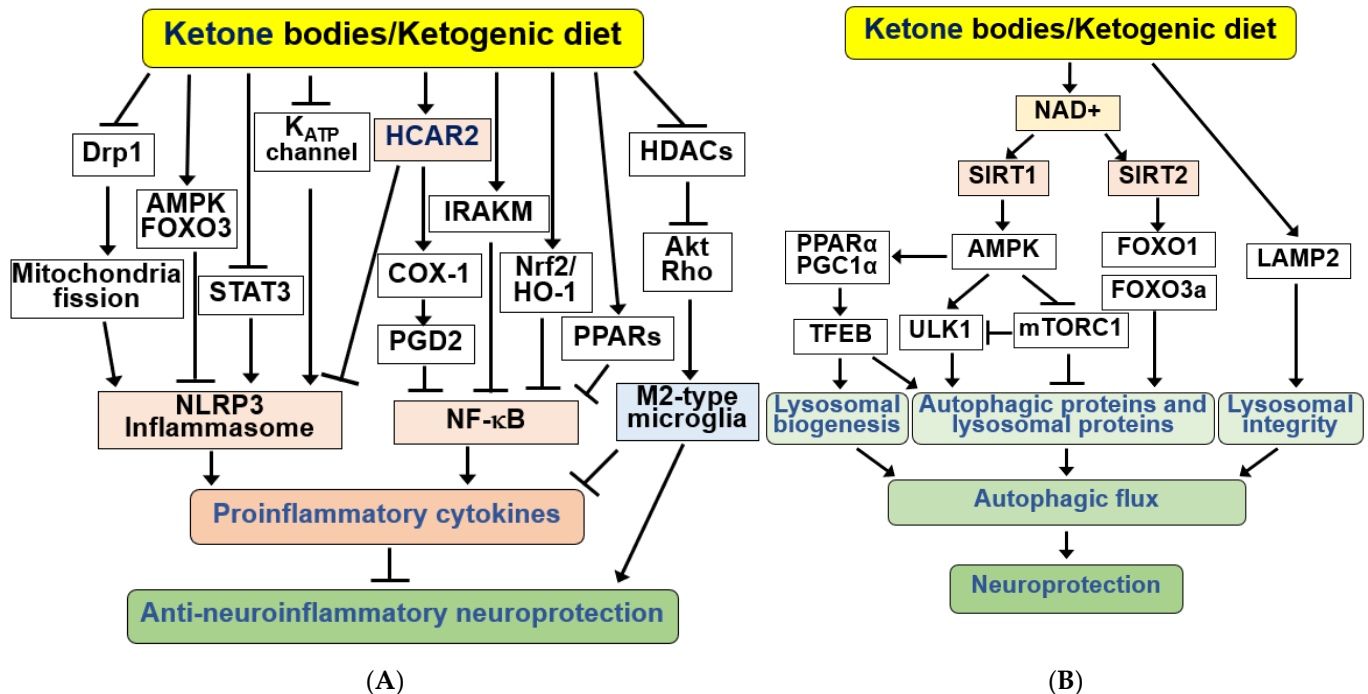 Ketone bodies/Ketogenic diet
Drp1
K_ATP
channel
HCAR2
HDACs
AMPK
FOXO3
IRAKM
Akt
Rho
Mitochondria
fission
STAT3
COX-1
Nrf2/
HO-1
PGD2
PPARs
NLRP3
Inflammasome
NF-κB
M2-type
microglia
Proinflammatory cytokines
Anti-neuroinflammatory neuroprotection
(A)
Ketone bodies/Ketogenic diet
NAD+
SIRT1
SIRT2
PPARα
PGC1α
AMPK
FOXO1
LAMP2
FOXO3a
TFEB
ULK1
mTORC1
Lysosomal
biogenesis
Autophagic proteins and
lysosomal proteins
Lysosomal
integrity
Autophagic flux
Neuroprotection
(B)